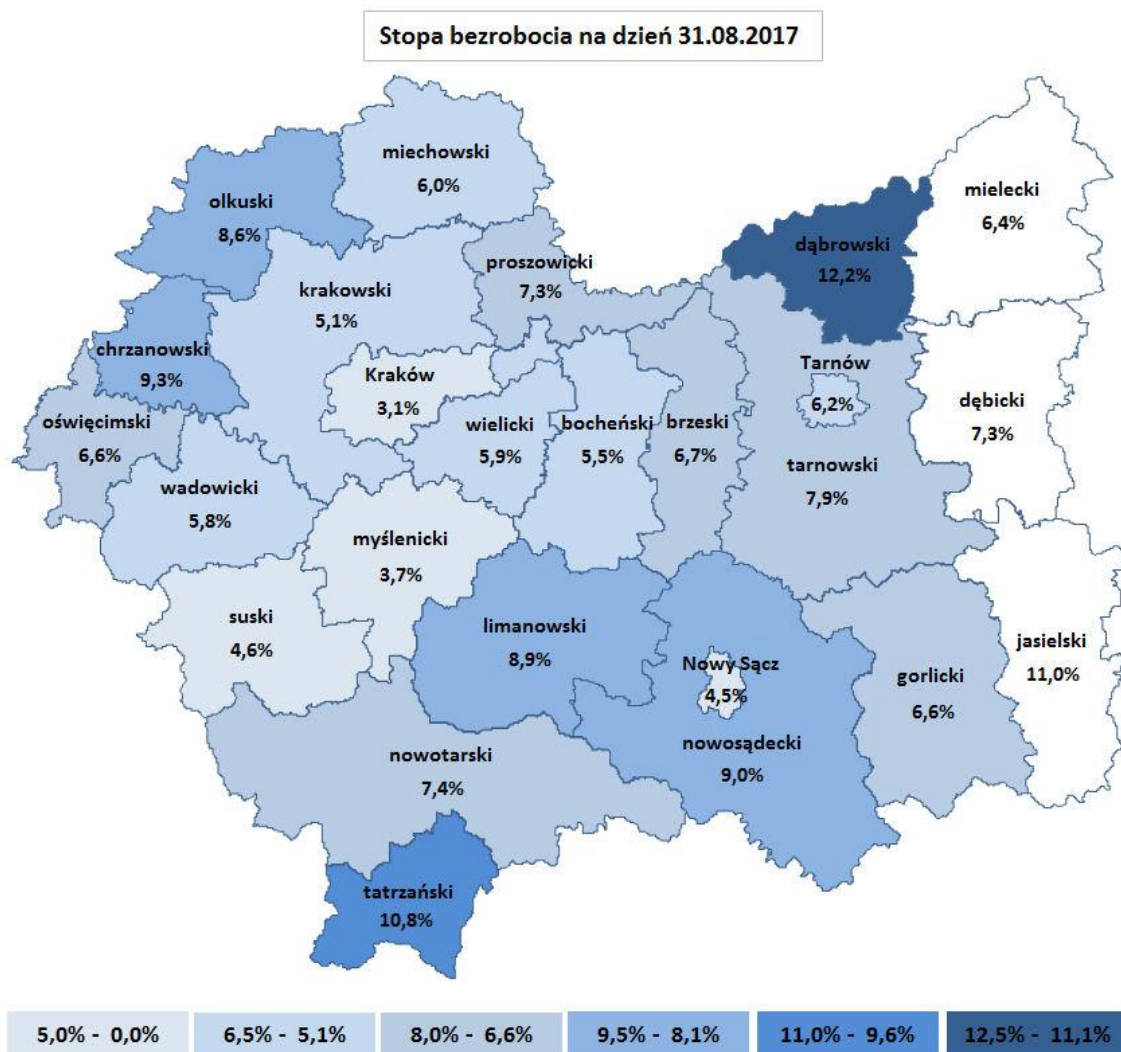 Stopa bezrobocia na dzień 31.08.2017
miechowski
6,0%
olkuski
8,6%
mielecki
6,4%
dąbrowski
12,2%
proszowicki
7,3%
krakowski
5,1%
chrzanowski
9,3%
Kraków
3,1%
Tarnów
6,2%
dębicki
7,3%
oświęcimski
6,6%
wielicki
5,9%
bocheński
5,5%
brzeski
6,7%
tarnowski
7,9%
wadowicki
5,8%
myślenicki
3,7%
suski
4,6%
limanowski
8,9%
Nowy Sącz
4,5%
gorlicki
6,6%
jasielski
11,0%
nowosądecki
9,0%
nowotarski
7,4%
tatrzański
10,8%
5,0% - 0,0%
6,5% - 5,1%
8,0% - 6,6%
9,5% - 8,1%
11,0% - 9,6%
12,5% - 11,1%